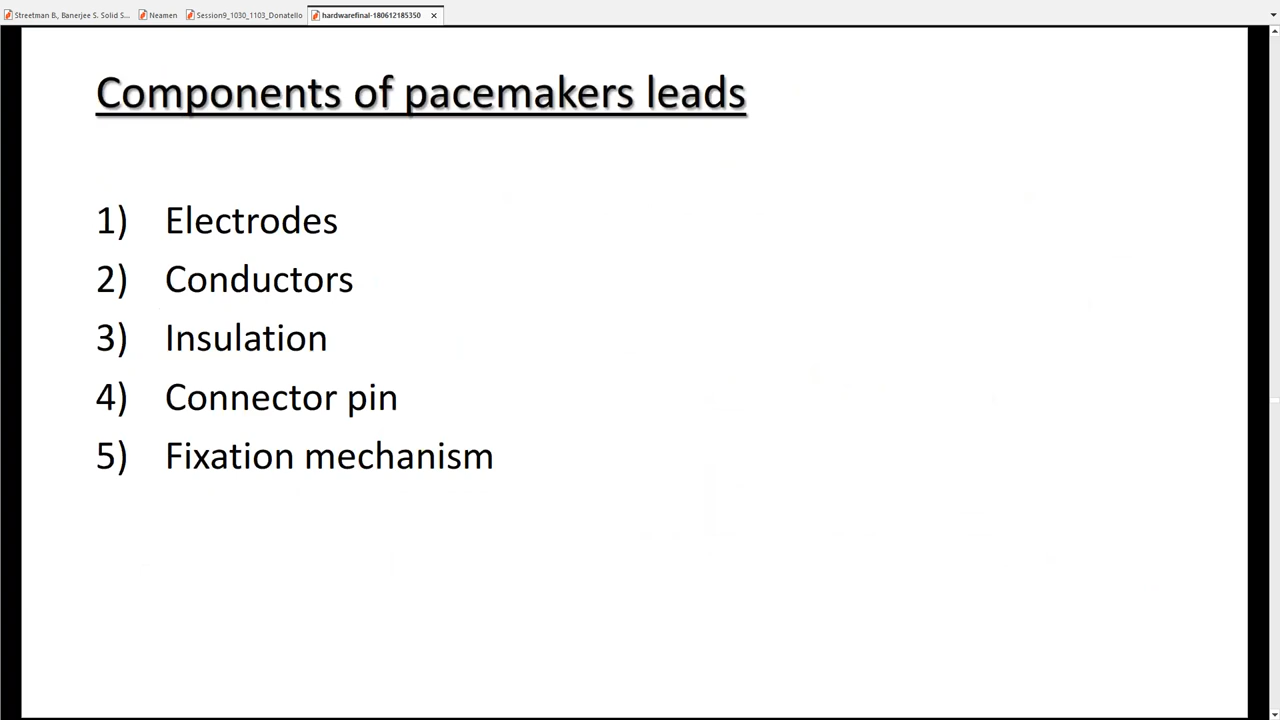 Streetman B., Banerjee S. Solid S... Neamen Session9_1030_1103_Donatello hardwarefinal-180612185350
Components of pacemakers leads
1) Electrodes
2) Conductors
3) Insulation
4) Connector pin
5) Fixation mechanism